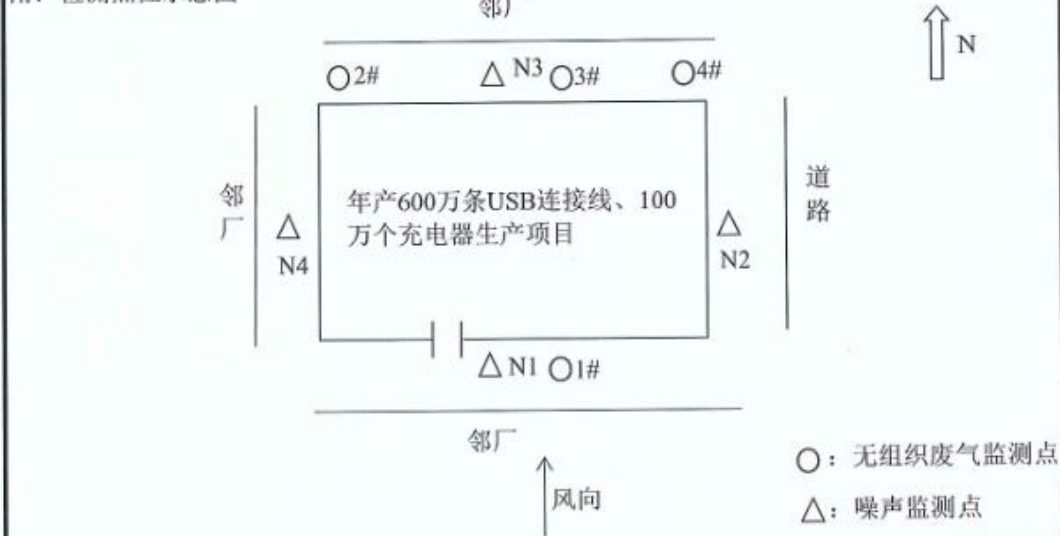 邻厂
N
2#
N3
3#
4#
邻厂
年产600万条USB连接线、100
万个充电器生产项目
道路
N4
N2
N1
1#
邻厂
风向
○：无组织废气监测点
△：噪声监测点